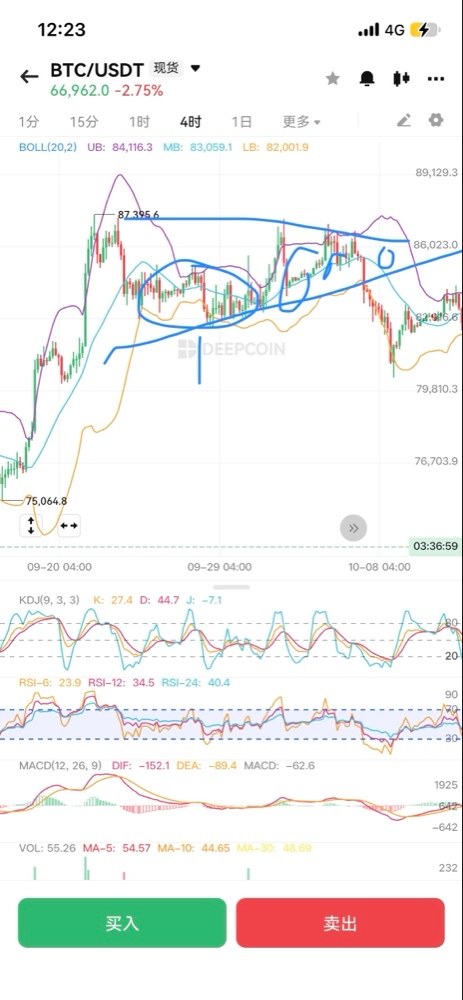 12:23
4G
BTC/USDT 现货
66,962.0 −2.75%
1分 15分 1时 4时 1日 更多
BOLL(20,2) UB: 84,116.3 MB: 83,059.1 LB: 82,001.9
89,129.3
87,395.6
86,023.0
DEEPCOIN
79,810.3
76,703.9
75,064.8
03:36:59
09-20 04:00 09-29 04:00 10-08 04:00
KDJ(9, 3, 3) K: 27.4 D: 44.7 J: −7.1
80
20
RSI-6: 23.9 RSI-12: 34.5 RSI-24: 40.4
90
70
30
MACD(12, 26, 9) DIF: −152.1 DEA: −89.4 MACD: −62.6
1925
642
−642
VOL: 55.26 MA-5: 54.57 MA-10: 44.65 MA-30: 48.69
232
买入 卖出